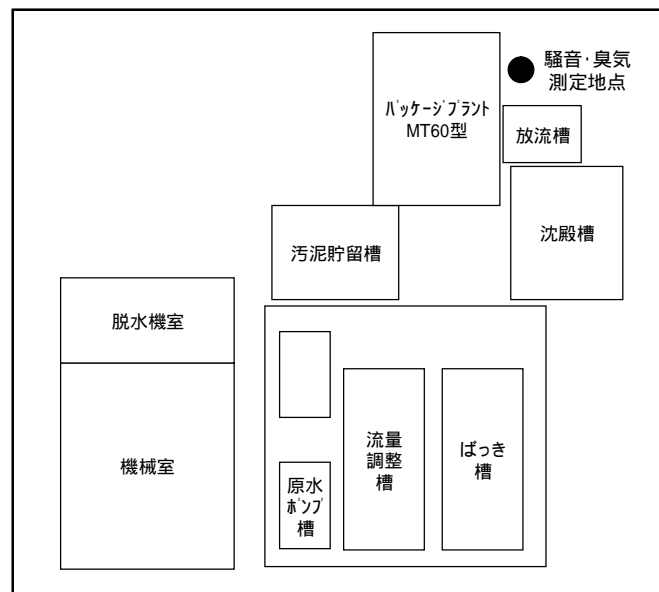 騒音･臭気
測定地点
ﾊﾟｯｹｰｼﾞﾌﾟﾗﾝﾄ
MT60型
放流槽
沈殿槽
汚泥貯留槽
脱水機室
機械室
流量
調整
槽
ばっき
槽
原水
ﾎﾟﾝﾌﾟ
槽